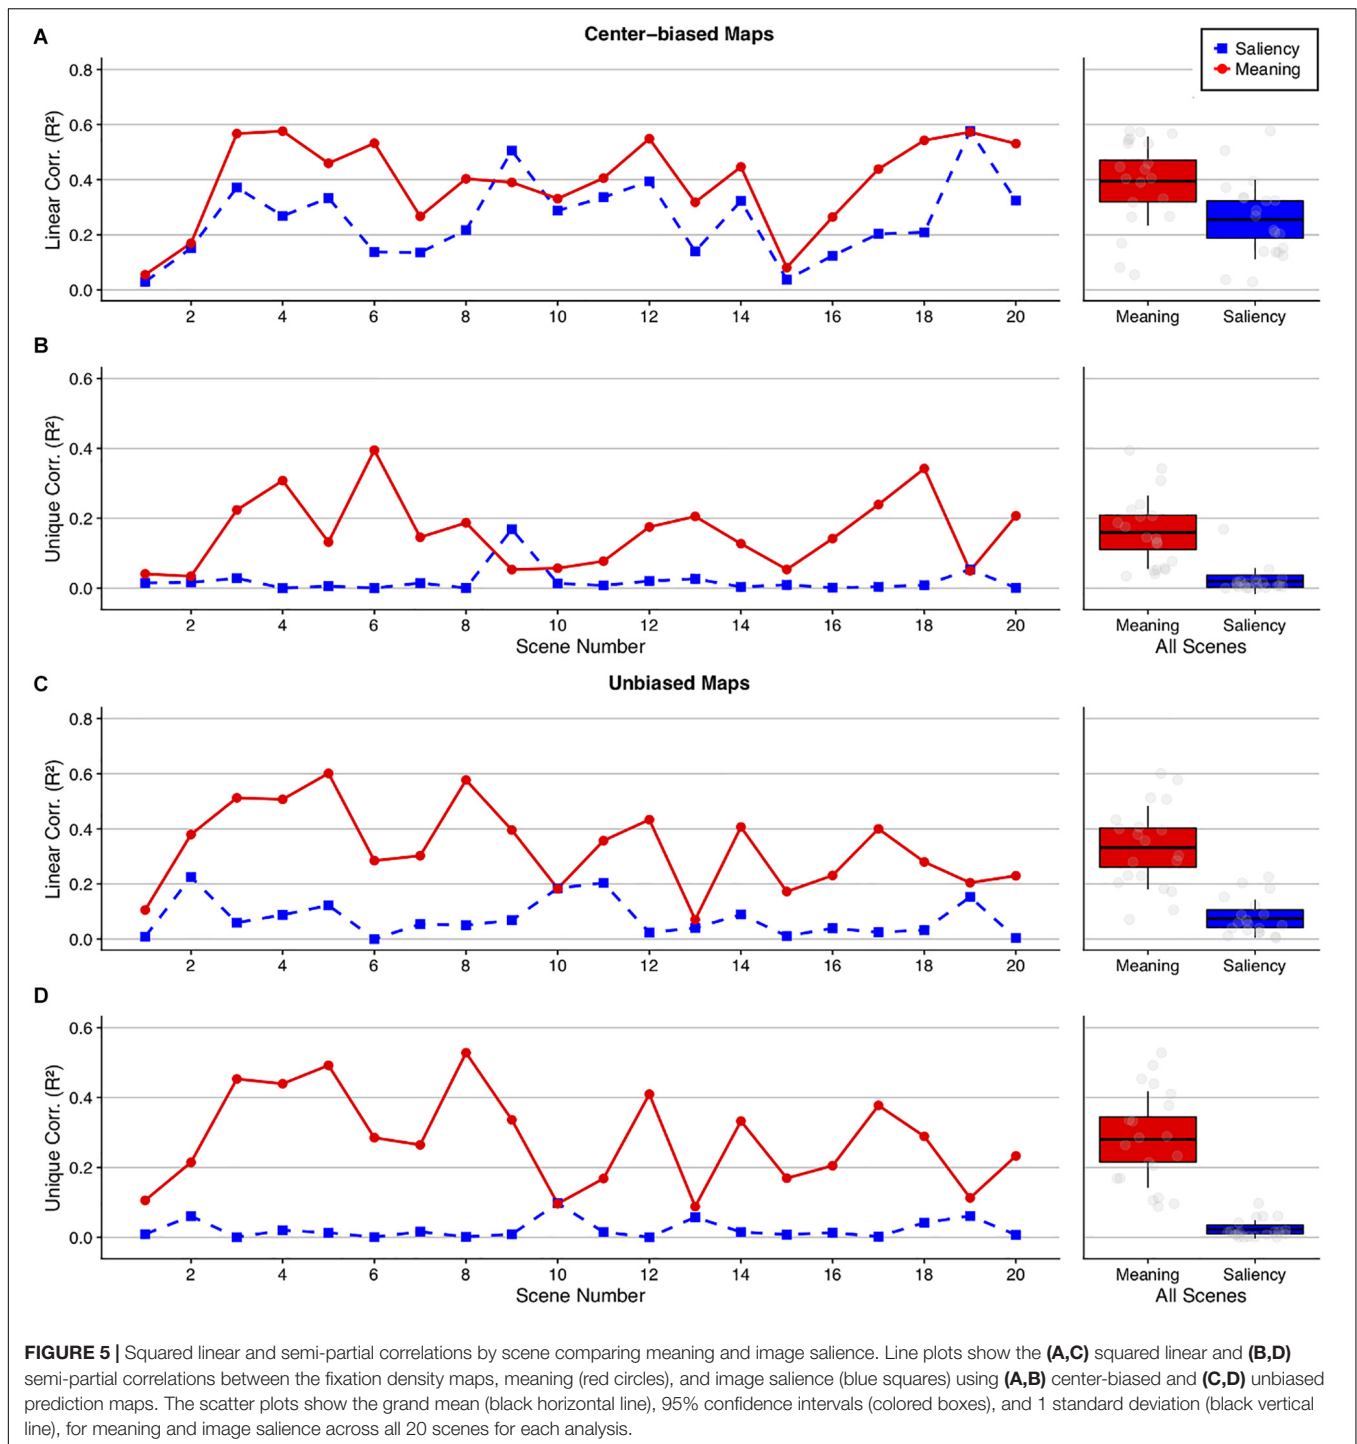 A
Center–biased Maps
Saliency
Meaning
Linear Corr. (R²)
0.8
0.6
0.4
0.2
0.0
2 4 6 8 10 12 14 16 18 20
Meaning Saliency
B
Unique Corr. (R²)
0.6
0.4
0.2
0.0
2 4 6 8 10 12 14 16 18 20
Scene Number
Meaning Saliency
All Scenes
C
Unbiased Maps
Linear Corr. (R²)
0.8
0.6
0.4
0.2
0.0
2 4 6 8 10 12 14 16 18 20
Meaning Saliency
D
Unique Corr. (R²)
0.6
0.4
0.2
0.0
2 4 6 8 10 12 14 16 18 20
Scene Number
Meaning Saliency
All Scenes
FIGURE 5 | Squared linear and semi-partial correlations by scene comparing meaning and image salience. Line plots show the (A,C) squared linear and (B,D)
semi-partial correlations between the fixation density maps, meaning (red circles), and image salience (blue squares) using (A,B) center-biased and (C,D) unbiased
prediction maps. The scatter plots show the grand mean (black horizontal line), 95% confidence intervals (colored boxes), and 1 standard deviation (black vertical
line), for meaning and image salience across all 20 scenes for each analysis.